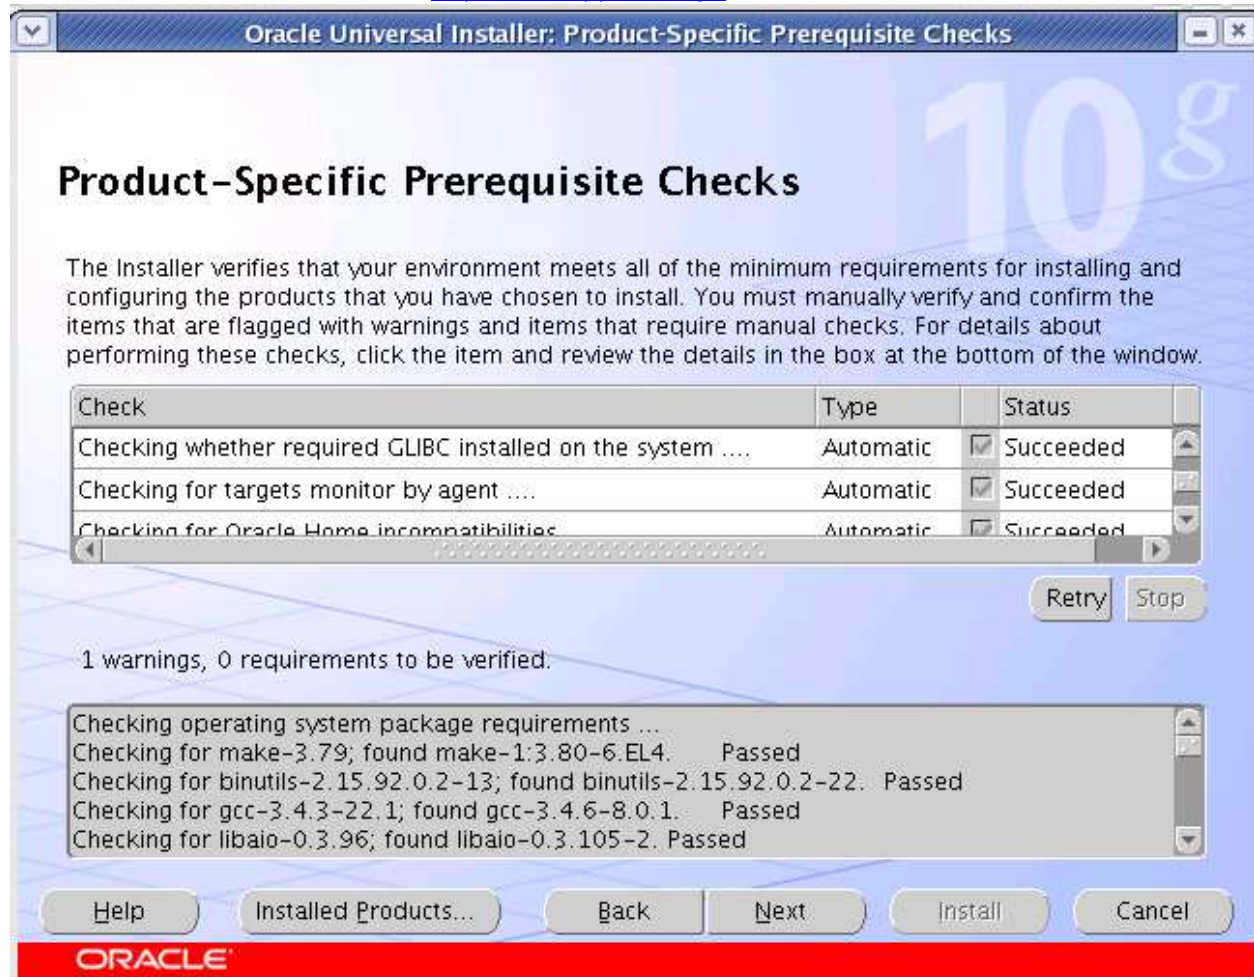 Oracle Universal Installer: Product-Specific Prerequisite Checks
10g
Product-Specific Prerequisite Checks
The Installer verifies that your environment meets all of the minimum requirements for installing and
configuring the products that you have chosen to install. You must manually verify and confirm the
items that are flagged with warnings and items that require manual checks. For details about
performing these checks, click the item and review the details in the box at the bottom of the window.
Check Type Status
Checking whether required GLIBC installed on the system .... Automatic Succeeded
Checking for targets monitor by agent .... Automatic Succeeded
Checking for Oracle Home incompatibilities Automatic Succeeded
Retry Stop
1 warnings, 0 requirements to be verified.
Checking operating system package requirements ...
Checking for make-3.79; found make-1:3.80-6.EL4. Passed
Checking for binutils-2.15.92.0.2-13; found binutils-2.15.92.0.2-22. Passed
Checking for gcc-3.4.3-22.1; found gcc-3.4.6-8.0.1. Passed
Checking for libaio-0.3.96; found libaio-0.3.105-2. Passed
Help Installed Products... Back Next Install Cancel
ORACLE